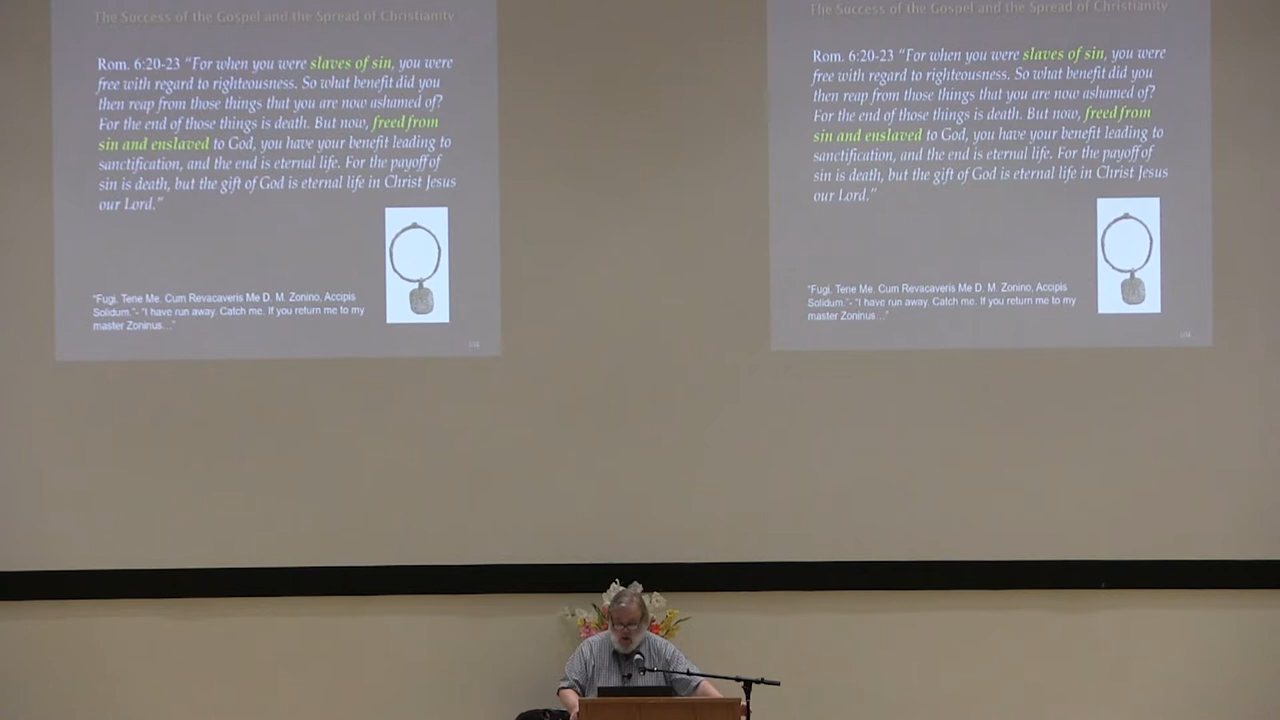 The Success of the Gospel and the Spread of Christianity
Rom. 6:20-23 “For when you were slaves of sin, you were
free with regard to righteousness. So what benefit did you
then reap from those things that you are now ashamed of?
For the end of those things is death. But now, freed from
sin and enslaved to God, you have your benefit leading to
sanctification, and the end is eternal life. For the payoff of
sin is death, but the gift of God is eternal life in Christ Jesus
our Lord.”
“Fugi. Tene Me. Cum Revacaveris Me D. M. Zonino, Accipis
Solidum.”- “I have run away. Catch me. If you return me to my
master Zoninus…”
The Success of the Gospel and the Spread of Christianity
Rom. 6:20-23 “For when you were slaves of sin, you were
free with regard to righteousness. So what benefit did you
then reap from those things that you are now ashamed of?
For the end of those things is death. But now, freed from
sin and enslaved to God, you have your benefit leading to
sanctification, and the end is eternal life. For the payoff of
sin is death, but the gift of God is eternal life in Christ Jesus
our Lord.”
“Fugi. Tene Me. Cum Revacaveris Me D. M. Zonino, Accipis
Solidum.”- “I have run away. Catch me. If you return me to my
master Zoninus…”